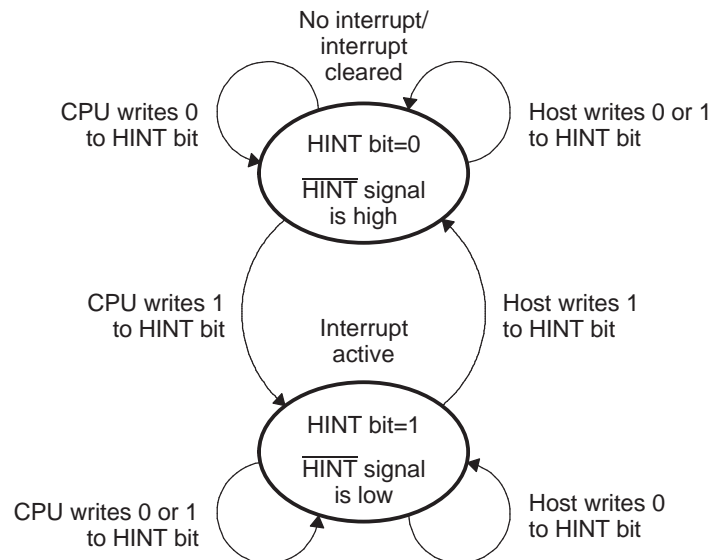 No interrupt/
interrupt
cleared
CPU writes 0
to HINT bit
Host writes 0 or 1
to HINT bit
HINT bit=0
HINT signal
is high
CPU writes 1
to HINT bit
Interrupt
active
Host writes 1
to HINT bit
HINT bit=1
HINT signal
is low
CPU writes 0 or 1
to HINT bit
Host writes 0
to HINT bit